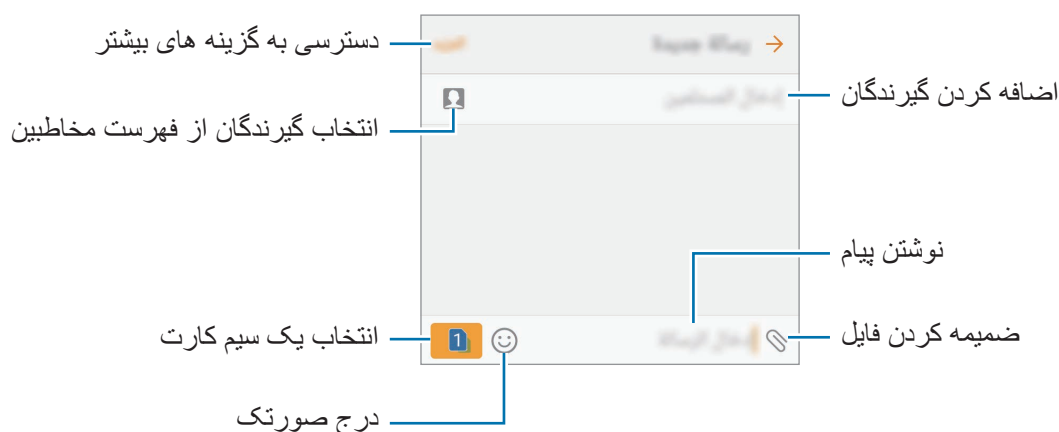 دسترسی به گزینه های بیشتر
اضافه کردن گیرندگان
انتخاب گیرندگان از فهرست مخاطبین
نوشتن پیام
ضمیمه کردن فایل
انتخاب یک سیم کارت
1
درج صورتک